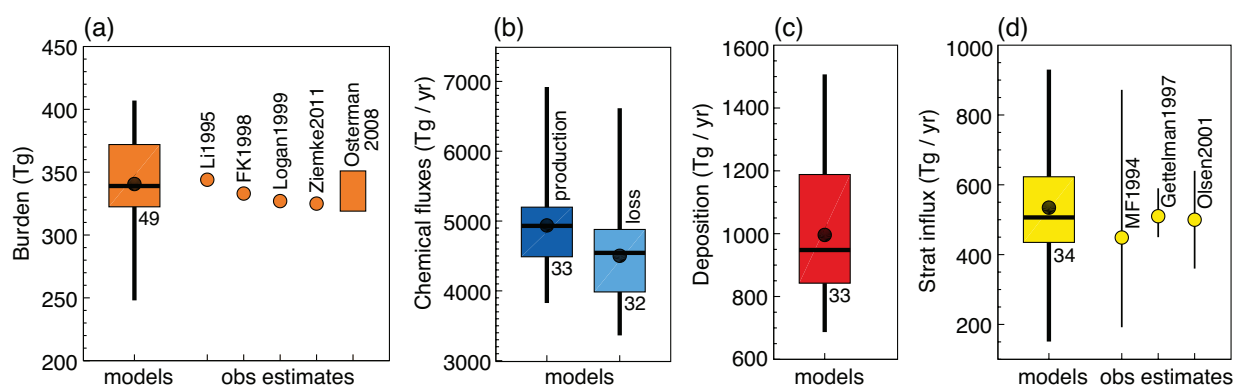 (a)
Burden (Tg)
450
400
350
300
250
200
49
Li1995
FK1998
Logan1999
Ziemke2011
Osterman
2008
models
obs estimates
(b)
Chemical fluxes (Tg / yr)
7000
6000
5000
4000
3000
production
33
loss
32
models
(c)
Deposition (Tg / yr)
1600
1400
1200
1000
800
600
33
models
(d)
Strat influx (Tg / yr)
1000
800
600
400
200
34
MF1994
Gettelman1997
Olsen2001
models
obs estimates